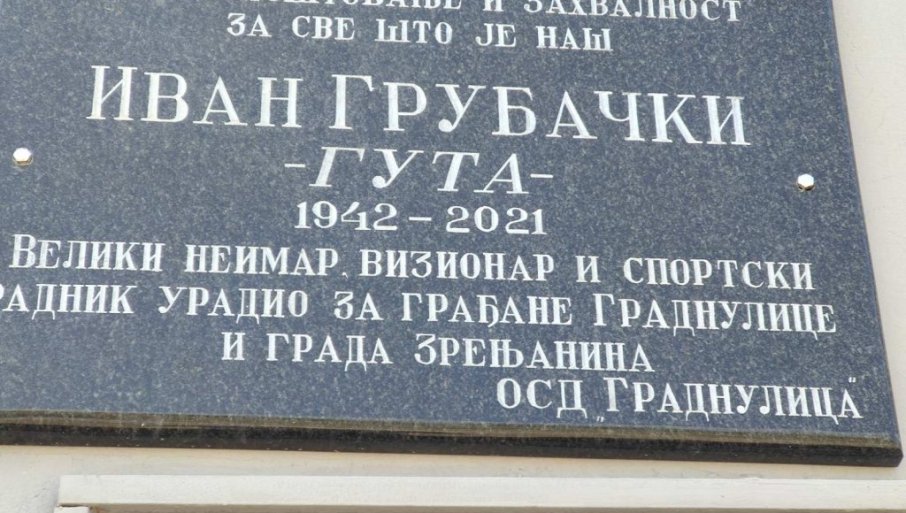 И ЗАХВАЛНОСТ
ЗА СВЕ ШТО ЈЕ НАШ
ИВАН ГРУБАЧКИ
-ГУТА-
1942 - 2021
ВЕЛИКИ НЕИМАР, ВИЗИОНАР И СПОРТСКИ
РАДНИК УРАДИО ЗА ГРАЂАНЕ ГРАДНУЛИЦЕ
И ГРАДА ЗРЕЊАНИНА
ОСД „ГРАДНУЛИЦА"